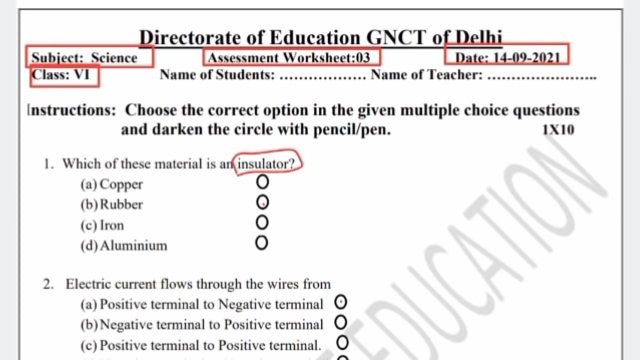 Directorate of Education GNCT of Delhi
Subject: Science Assessment Worksheet:03 Date: 14-09-2021
Class: VI Name of Students: ................. Name of Teacher: .....................
Instructions: Choose the correct option in the given multiple choice questions
and darken the circle with pencil/pen. 1X10
1. Which of these material is an insulator?
(a) Copper
(b) Rubber
(c) Iron
(d) Aluminium
2. Electric current flows through the wires from
(a) Positive terminal to Negative terminal
(b) Negative terminal to Positive terminal
(c) Positive terminal to Positive terminal.
EDUCATION